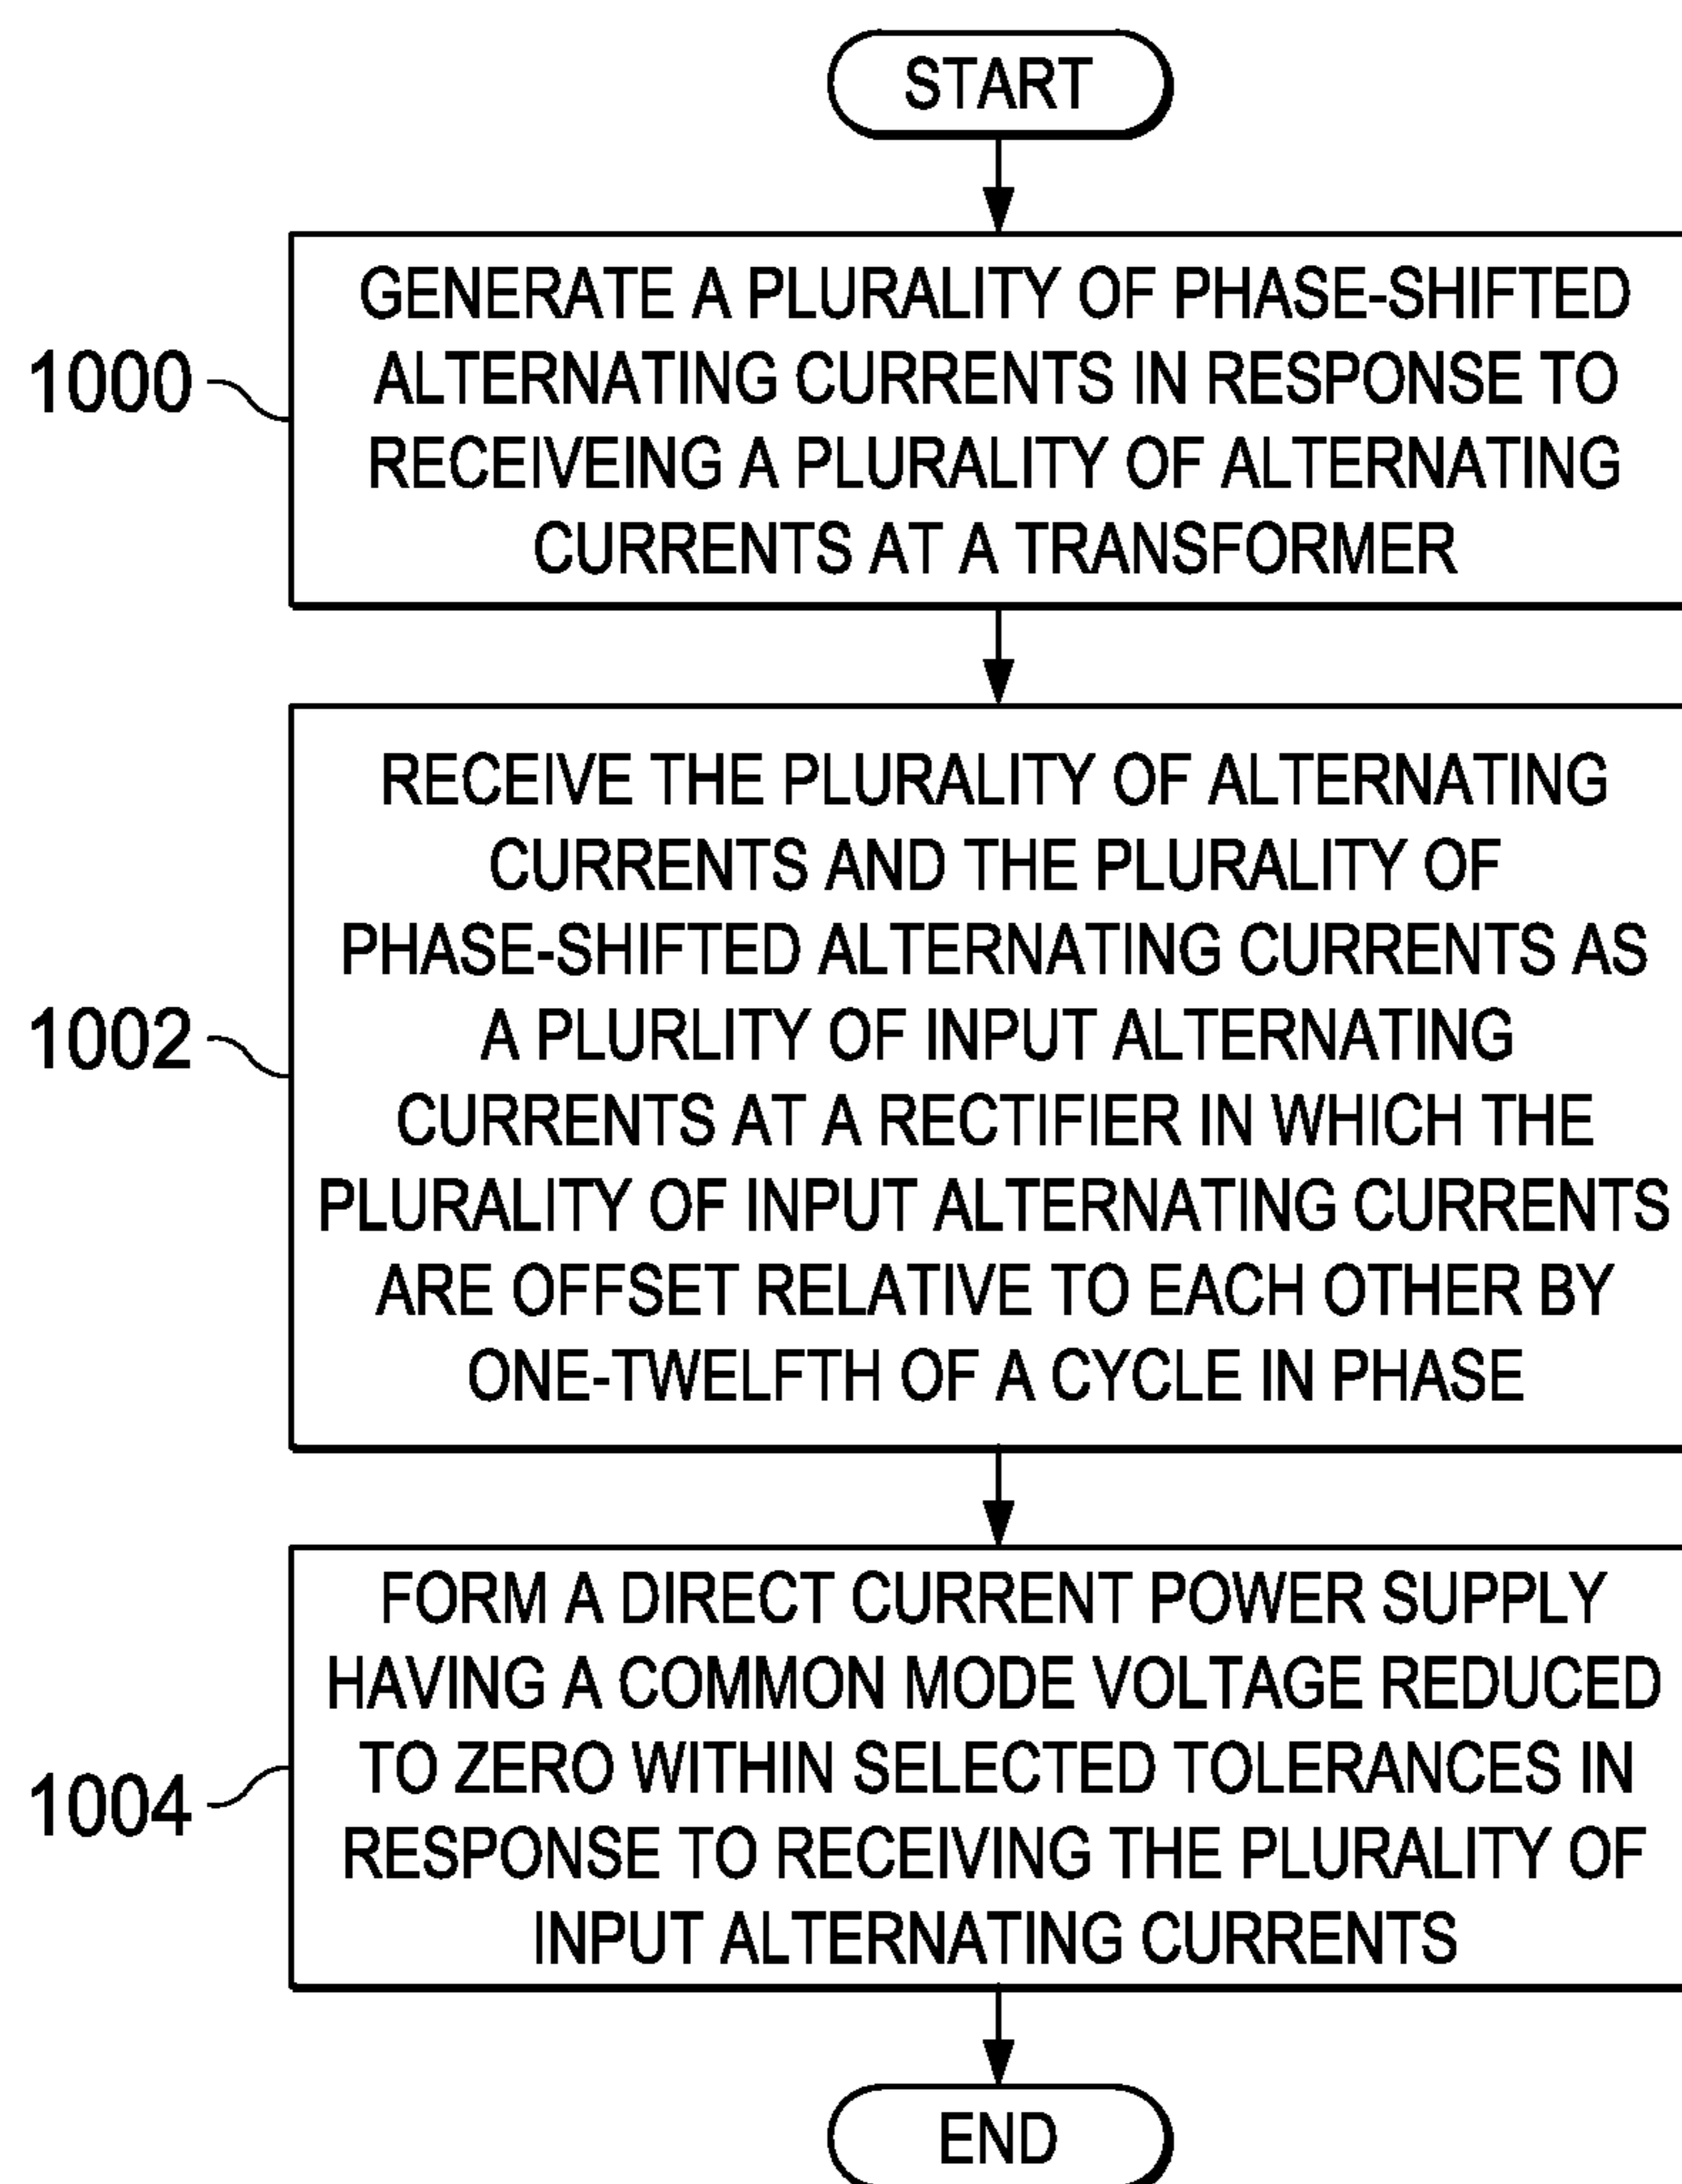 START
GENERATE A PLURALITY OF PHASE-SHIFTED
ALTERNATING CURRENTS IN RESPONSE TO
RECEIVEING A PLURALITY OF ALTERNATING
CURRENTS AT A TRANSFORMER
1000
RECEIVE THE PLURALITY OF ALTERNATING
CURRENTS AND THE PLURALITY OF
PHASE-SHIFTED ALTERNATING CURRENTS AS
A PLURLITY OF INPUT ALTERNATING
CURRENTS AT A RECTIFIER IN WHICH THE
PLURALITY OF INPUT ALTERNATING CURRENTS
ARE OFFSET RELATIVE TO EACH OTHER BY
ONE-TWELFTH OF A CYCLE IN PHASE
1002
FORM A DIRECT CURRENT POWER SUPPLY
HAVING A COMMON MODE VOLTAGE REDUCED
TO ZERO WITHIN SELECTED TOLERANCES IN
RESPONSE TO RECEIVING THE PLURALITY OF
INPUT ALTERNATING CURRENTS
1004
END